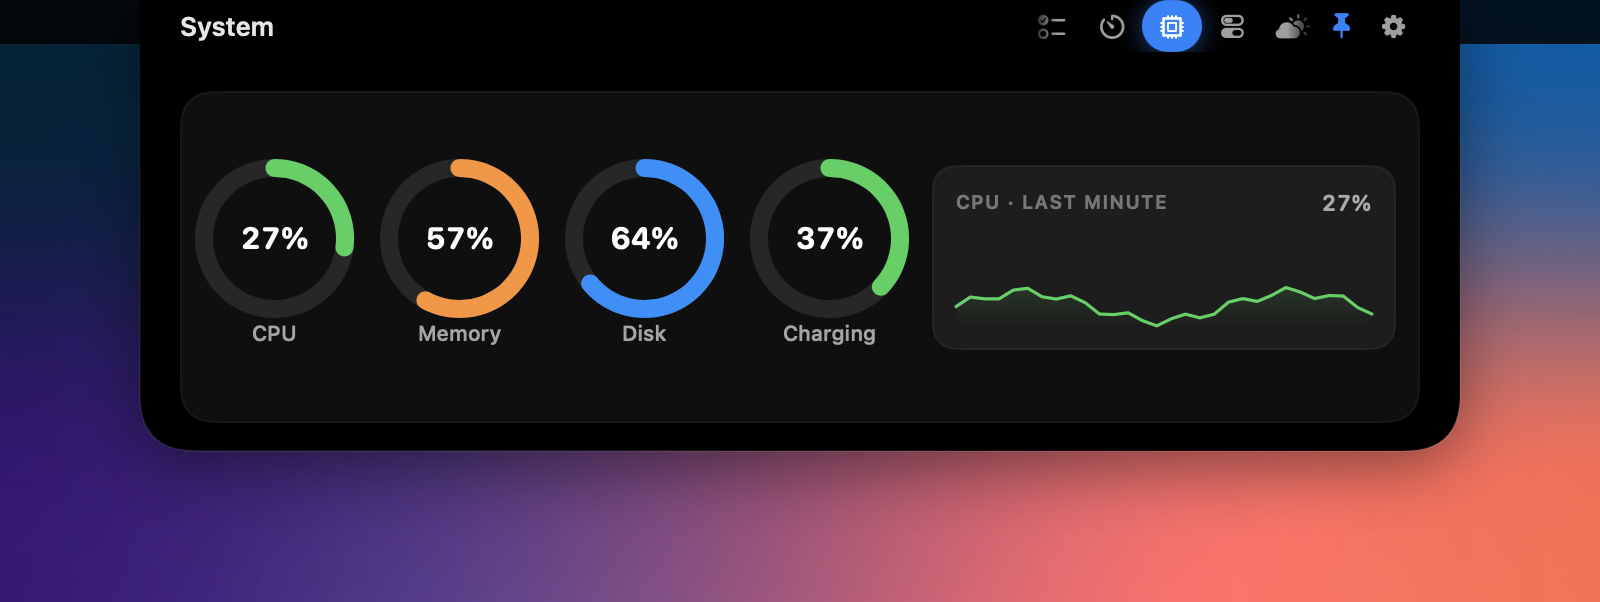 System
27%
57%
64%
37%
CPU
Memory
Disk
Charging
CPU · LAST MINUTE
27%